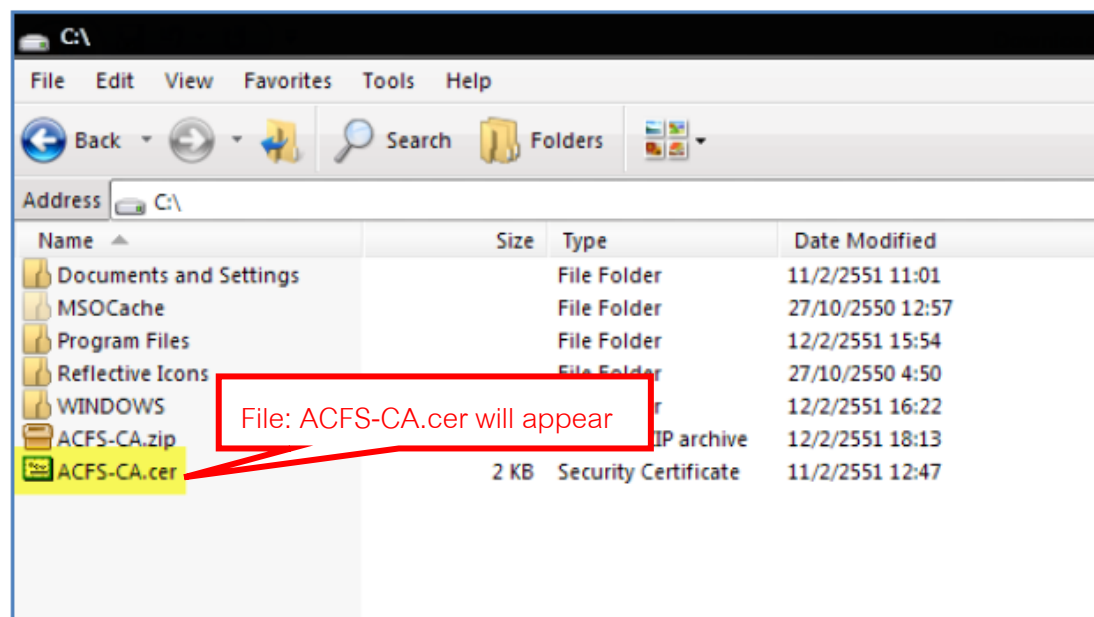 C:\
File Edit View Favorites Tools Help
Back Search Folders
Address C:\
Name Size Type Date Modified
Documents and Settings File Folder 11/2/2551 11:01
MSOCache File Folder 27/10/2550 12:57
Program Files File Folder 12/2/2551 15:54
Reflective Icons File Folder 27/10/2550 4:50
WINDOWS 12/2/2551 16:22
File: ACFS-CA.cer will appear
ACFS-CA.zip archive 12/2/2551 18:13
ACFS-CA.cer 2 KB Security Certificate 11/2/2551 12:47